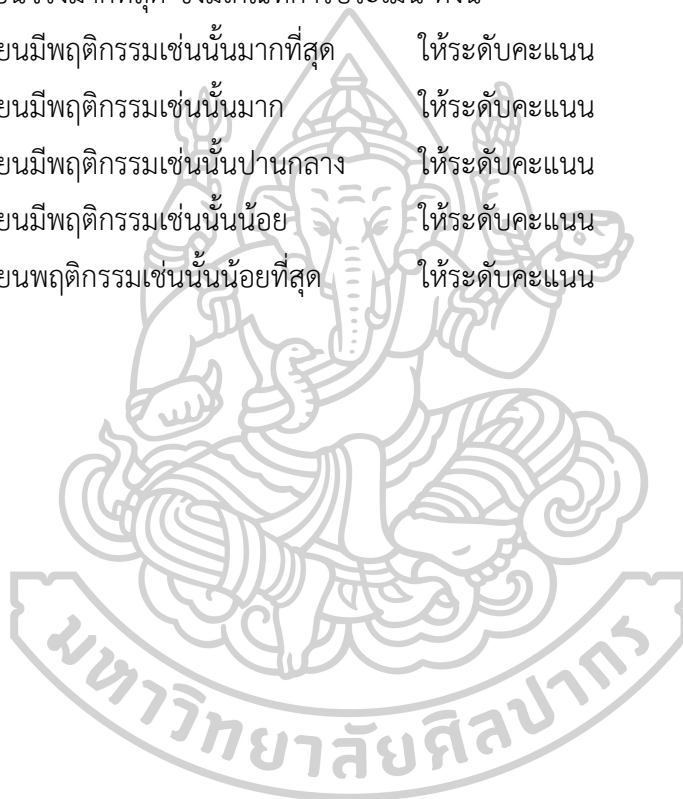 ยนมีพฤติกรรมเช่นนั้นมากที่สุด ให้ระดับคะแนน
ยนมีพฤติกรรมเช่นนั้นมาก ให้ระดับคะแนน
ยนมีพฤติกรรมเช่นนั้นปานกลาง ให้ระดับคะแนน
ยนมีพฤติกรรมเช่นนั้นน้อย ให้ระดับคะแนน
ยนพฤติกรรมเช่นนั้นน้อยที่สุด ให้ระดับคะแนน
มหาวิทยาลัยศิลปากร